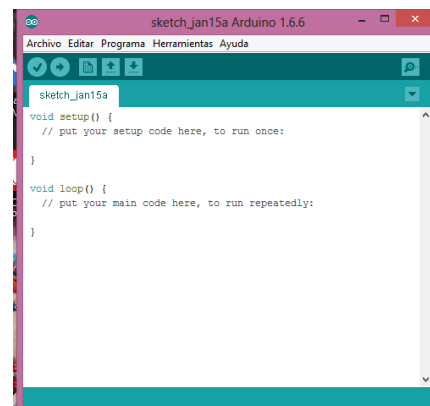 sketch_jan15a Arduino 1.6.6
Archivo Editar Programa Herramientas Ayuda
sketch_jan15a
void setup() {
  // put your setup code here, to run once:
}
void loop() {
  // put your main code here, to run repeatedly:
}